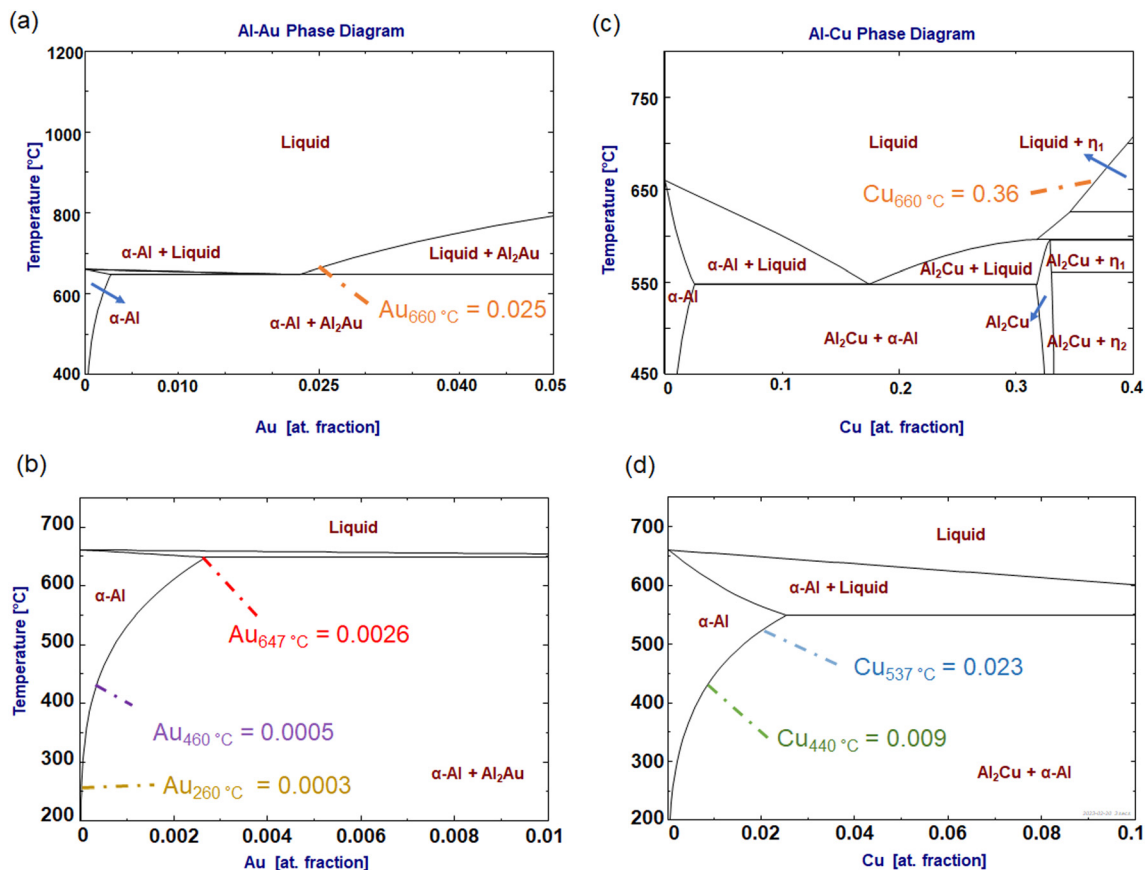 (a)
Al-Au Phase Diagram
1200
1000
800
600
400
Temperature [°C]
Liquid
α-Al + Liquid
Liquid + Al₂Au
α-Al
α-Al + Al₂Au
Au₆₆₀ °C = 0.025
0
0.010
0.025
0.040
0.05
Au [at. fraction]
(c)
Al-Cu Phase Diagram
750
650
550
450
Temperature [°C]
Liquid
Liquid + η₁
Cu₆₆₀ °C = 0.36
α-Al + Liquid
Al₂Cu + Liquid
Al₂Cu + η₁
α-Al
Al₂Cu
Al₂Cu + α-Al
Al₂Cu + η₂
0
0.1
0.2
0.3
0.4
Cu [at. fraction]
(b)
700
600
500
400
300
200
Temperature [°C]
Liquid
α-Al
Au₆₄₇ °C = 0.0026
Au₄₆₀ °C = 0.0005
Au₂₆₀ °C = 0.0003
α-Al + Al₂Au
0
0.002
0.004
0.006
0.008
0.01
Au [at. fraction]
(d)
700
600
500
400
300
200
Liquid
α-Al + Liquid
α-Al
Cu₅₃₇ °C = 0.023
Cu₄₄₀ °C = 0.009
Al₂Cu + α-Al
0
0.02
0.04
0.06
0.08
0.1
Cu [at. fraction]